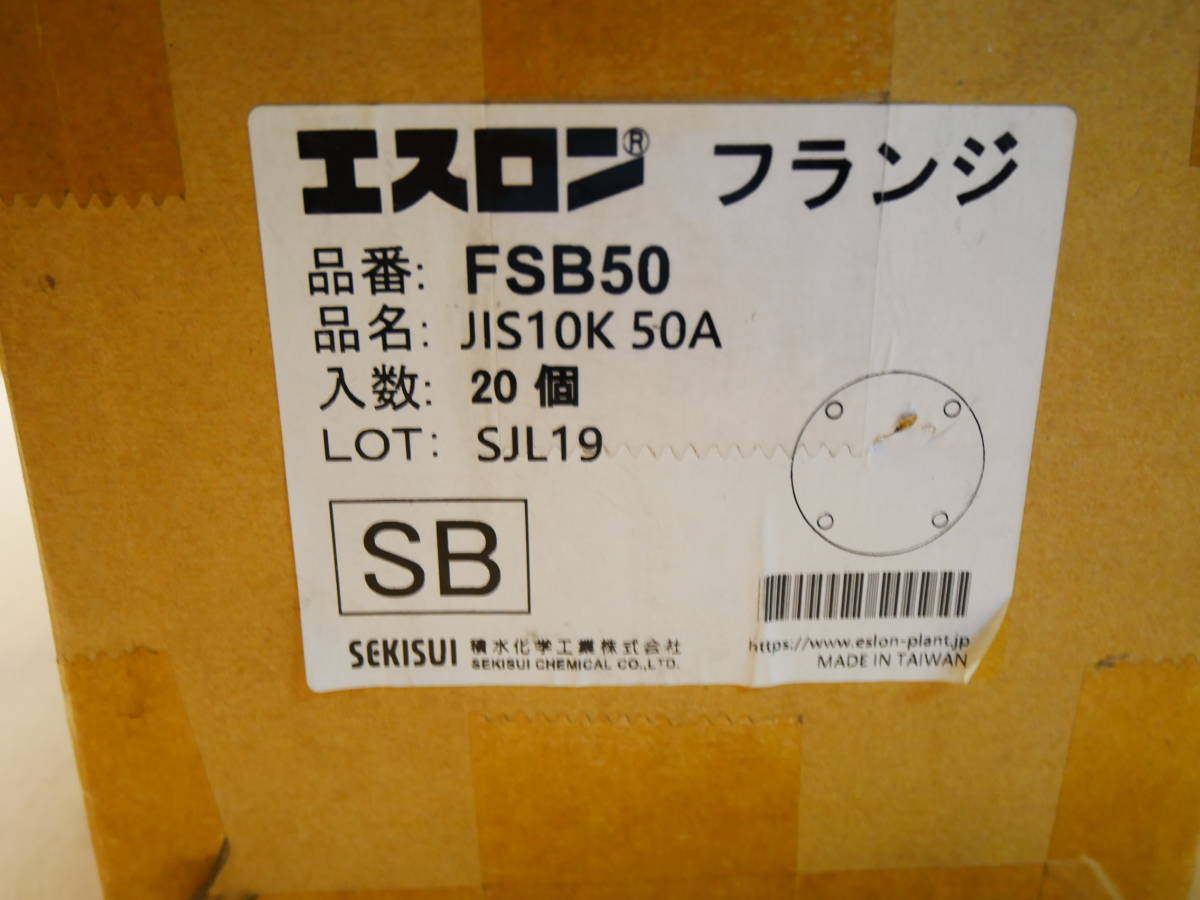 エスロン® フランジ
品番: FSB50
品名: JIS10K 50A
入数: 20 個
LOT: SJL19
SB
SEKISUI 積水化学工業株式会社
SEKISUI CHEMICAL CO.,LTD.
https://www.eslon-plant.jp
MADE IN TAIWAN